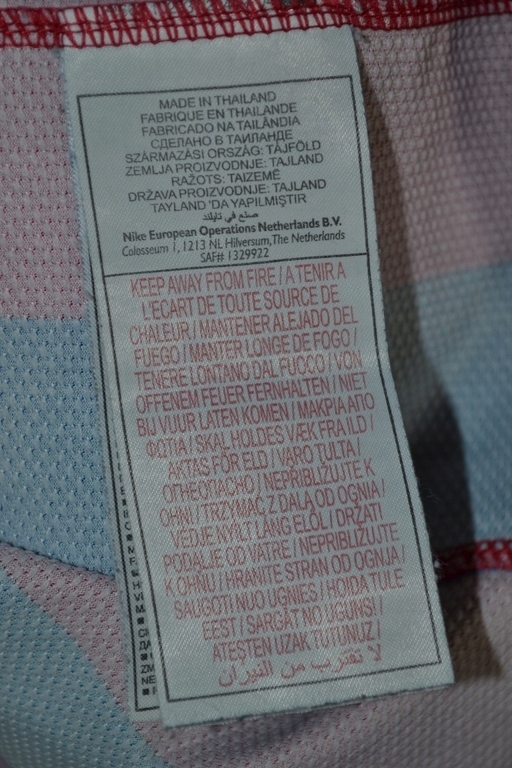 MADE IN THAILAND
FABRIQUE EN THAILANDE
FABRICADO NA TAILÂNDIA
СДЕЛАНО В ТАИЛАНДЕ
SZÁRMAZÁSI ORSZÁG: TÁJFÖLD
ZEMLJA PROIZVODNJE: TAJLAND
RAŽOTS: TAIZEMĒ
DRŽAVA PROIZVODNJE: TAJLAND
TAYLAND 'DA YAPILMIŞTIR
صنع في تايلند
Nike European Operations Netherlands B.V.
Colosseum 1, 1213 NL Hilversum, The Netherlands
SAF# 1329922
KEEP AWAY FROM FIRE / A TENIR A
L'ECART DE TOUTE SOURCE DE
CHALEUR / MANTENER ALEJADO DEL
FUEGO / MANTER LONGE DE FOGO /
TENERE LONTANO DAL FUOCO / VON
OFFENEM FEUER FERNHALTEN / NIET
BIJ VUUR LATEN KOMEN / ΜΑΚΡΙΑ ΑΠΟ
ΦΩΤΙΑ / SKAL HOLDES VÆK FRA ILD /
AKTAS FÖR ELD / VARO TULTA /
ОГНЕОПАСНО / NEPRIBLIŽUJTE K
OHNI / TRZYMAĆ Z DALA OD OGNIA /
VEDJE NYÍLT LÁNG ELŐL / DRŽATI
PODALJE OD VATRE / NEPRIBLIŽUJTE
K OHŇU / HRANITE STRAN OD OGNJA /
SAUGOTI NUO UGNIES / HOIDA TULE
EEST / SARGĀT NO UGUNS /
ATEŞTEN UZAK TUTUNUZ /
لا تقترب من النيران